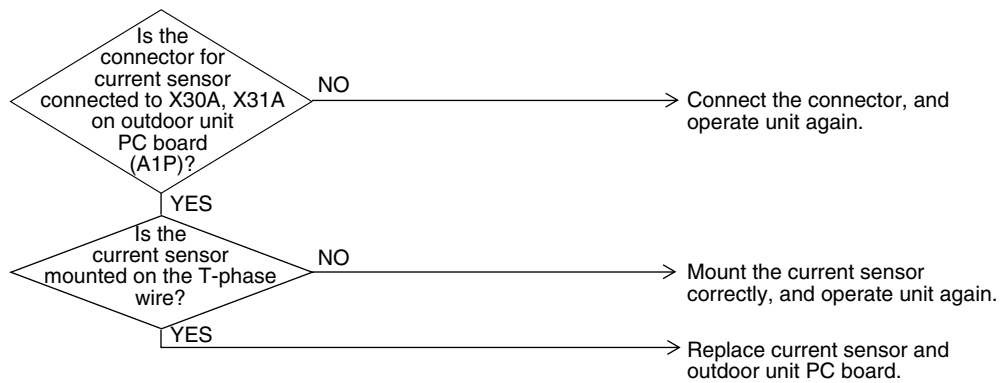 Is the
connector for
current sensor
connected to X30A, X31A
on outdoor unit
PC board
(A1P)?
NO
Connect the connector, and
operate unit again.
YES
Is the
current sensor
mounted on the T-phase
wire?
NO
Mount the current sensor
correctly, and operate unit again.
YES
Replace current sensor and
outdoor unit PC board.